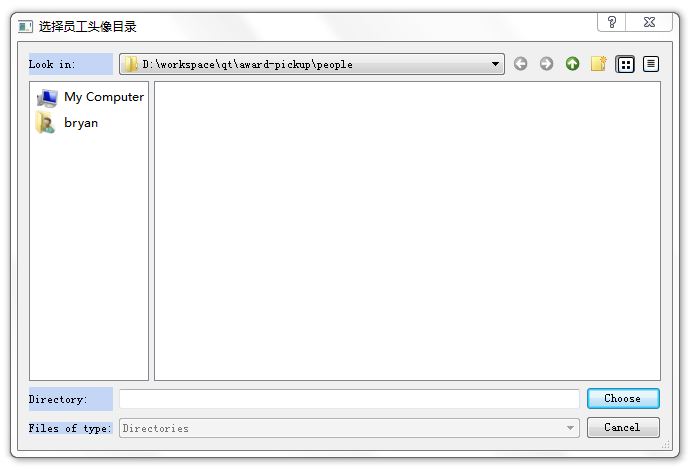 选择员工头像目录
Look in:
D:\workspace\qt\award-pickup\people
My Computer
bryan
Directory:
Choose
Files of type:
Directories
Cancel